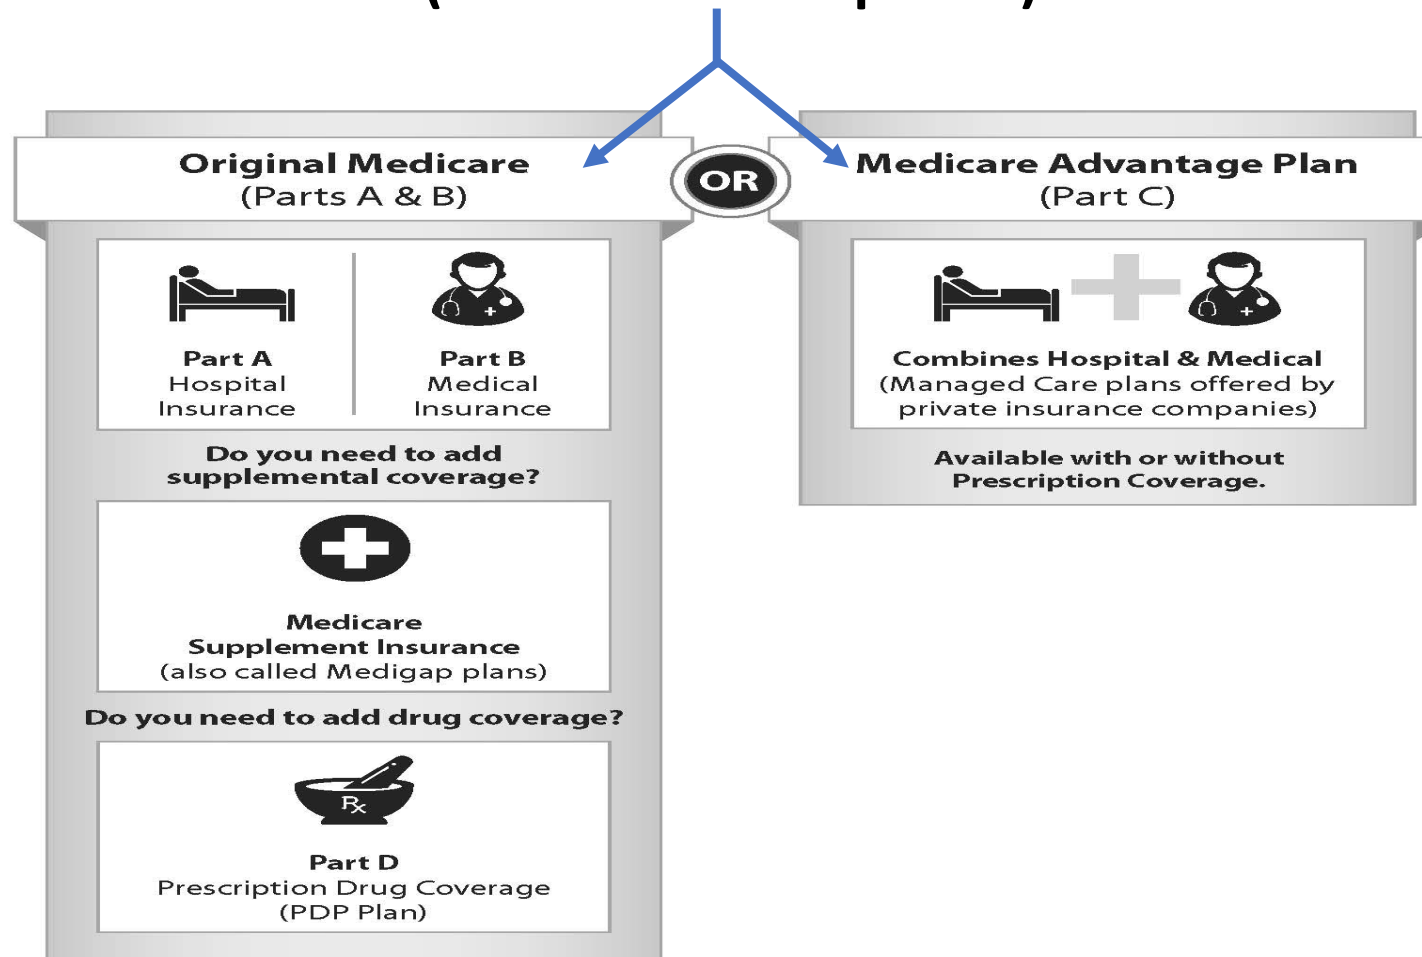 Original Medicare
(Parts A & B)
OR
Medicare Advantage Plan
(Part C)
Part A
Hospital
Insurance
Part B
Medical
Insurance
Do you need to add
supplemental coverage?
Medicare
Supplement Insurance
(also called Medigap plans)
Do you need to add drug coverage?
Rx
Part D
Prescription Drug Coverage
(PDP Plan)
Combines Hospital & Medical
(Managed Care plans offered by
private insurance companies)
Available with or without
Prescription Coverage.